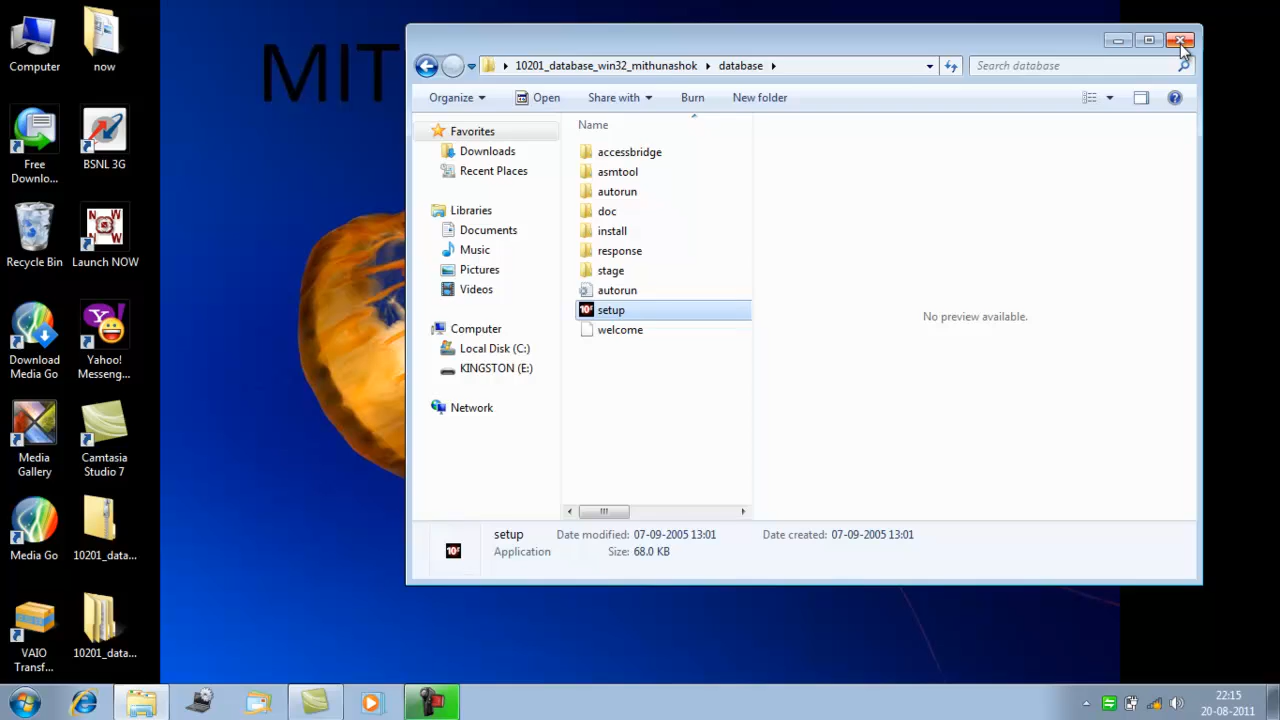 MIT
Computer
now
Free
Downlo...
BSNL 3G
Recycle Bin
Launch NOW
Download
Media Go
Yahoo!
Messeng...
Media
Gallery
Camtasia
Studio 7
Media Go
10201_data...
VAIO
Transf...
10201_data...
10201_database_win32_mithunashok
database
Search database
Organize
Open
Share with
Burn
New folder
Favorites
Downloads
Recent Places
Libraries
Documents
Music
Pictures
Videos
Computer
Local Disk (C:)
KINGSTON (E:)
Network
Name
accessbridge
asmtool
autorun
doc
install
response
stage
autorun
setup
welcome
No preview available.
setup Date modified: 07-09-2005 13:01 Date created: 07-09-2005 13:01
Application Size: 68.0 KB
22:15
20-08-2011